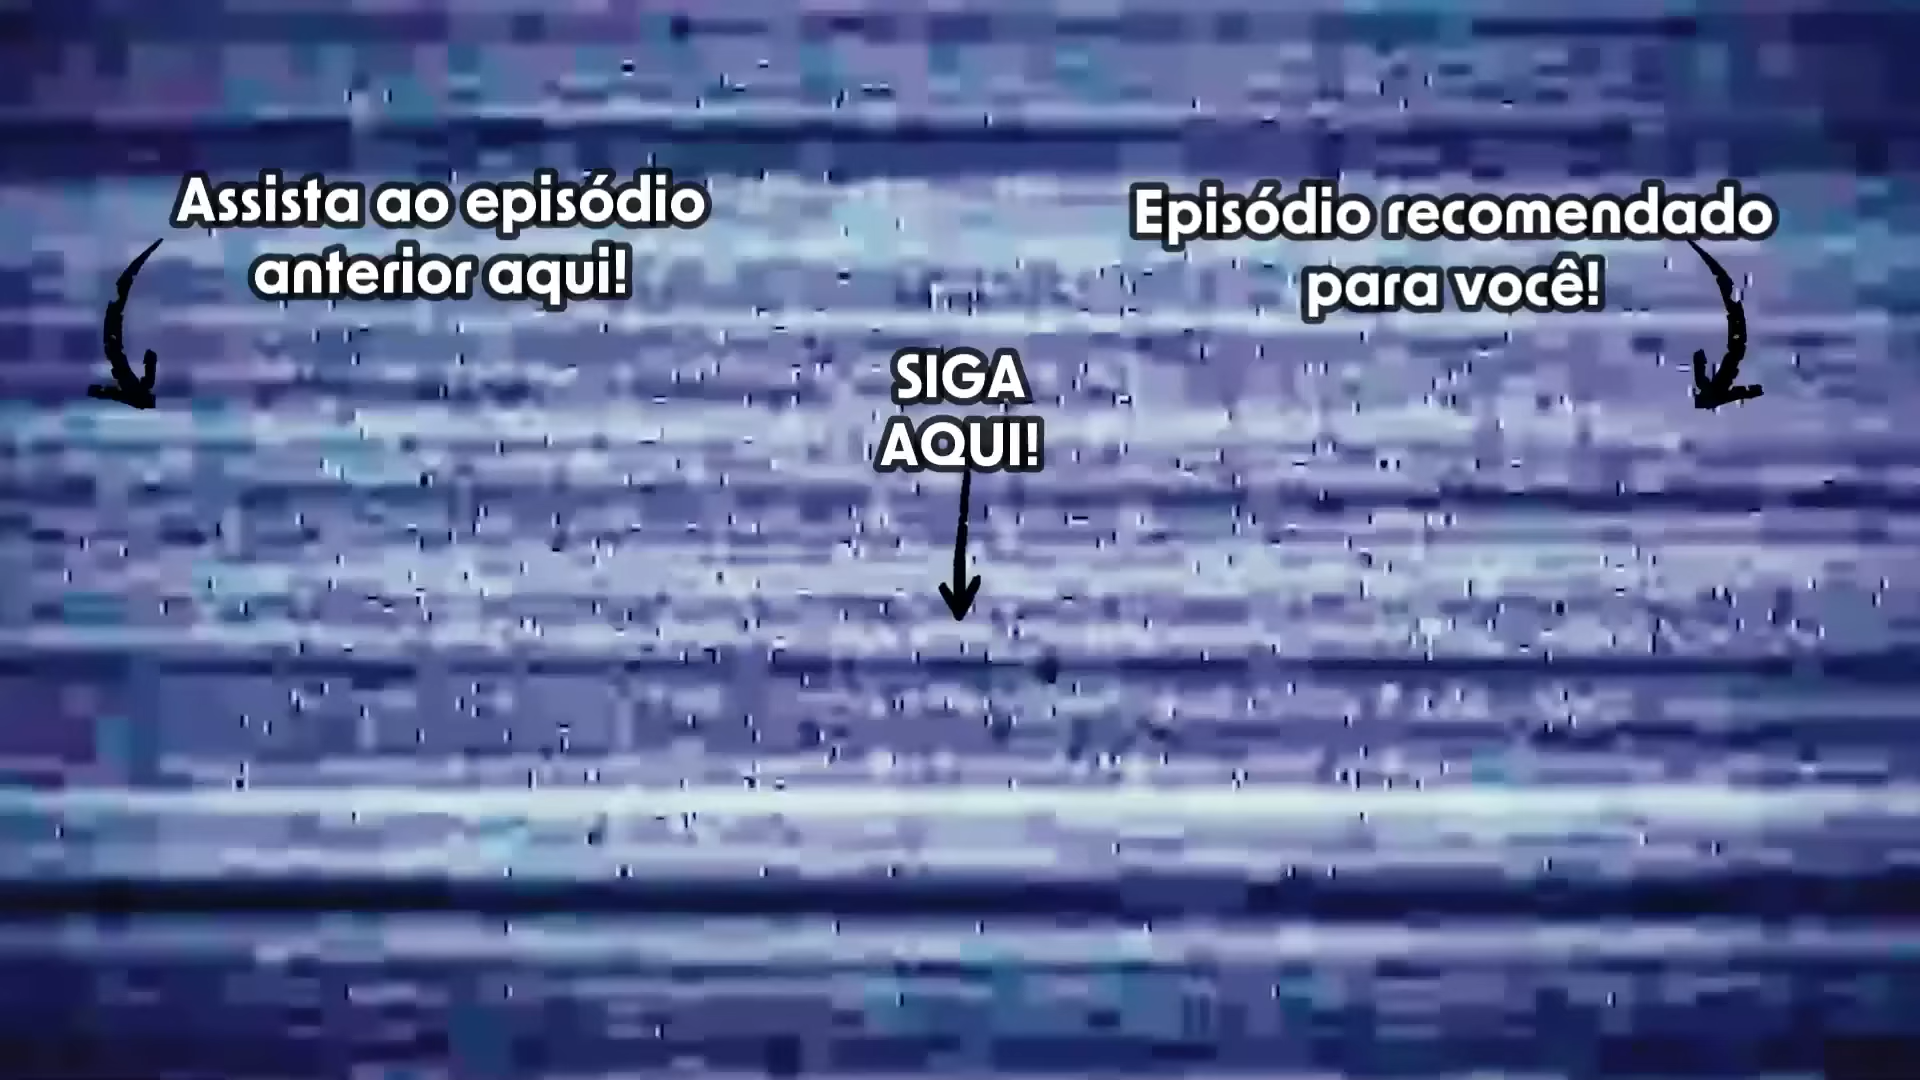 Assista ao episódio
anterior aqui!
Episódio recomendado
para você!
SIGA
AQUI!